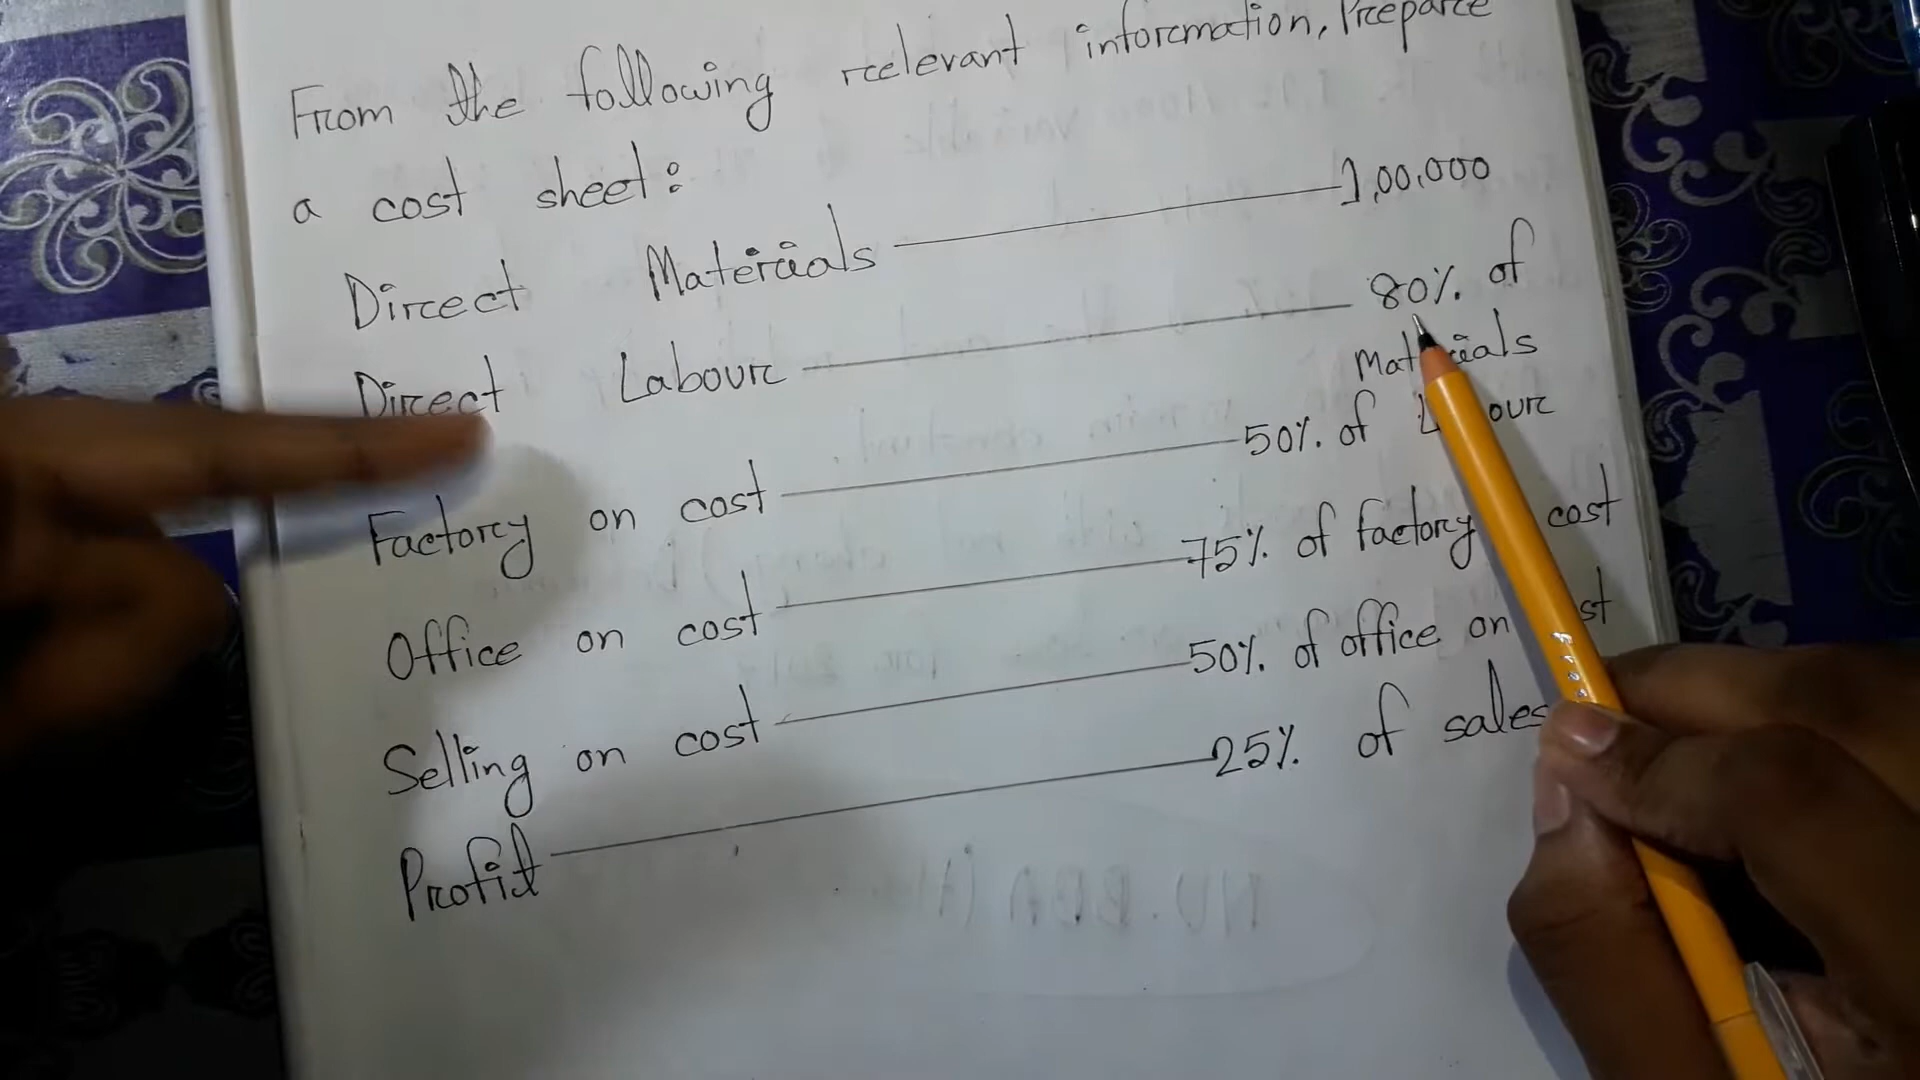 From the following relevant information, Prepare
a cost sheet:
Direct Materials 1,00,000
Direct Labour 80% of
Materials
Factory on cost 50% of Labour
Office on cost 75% of factory cost
Selling on cost 50% of office on cost
Profit 25% of sales